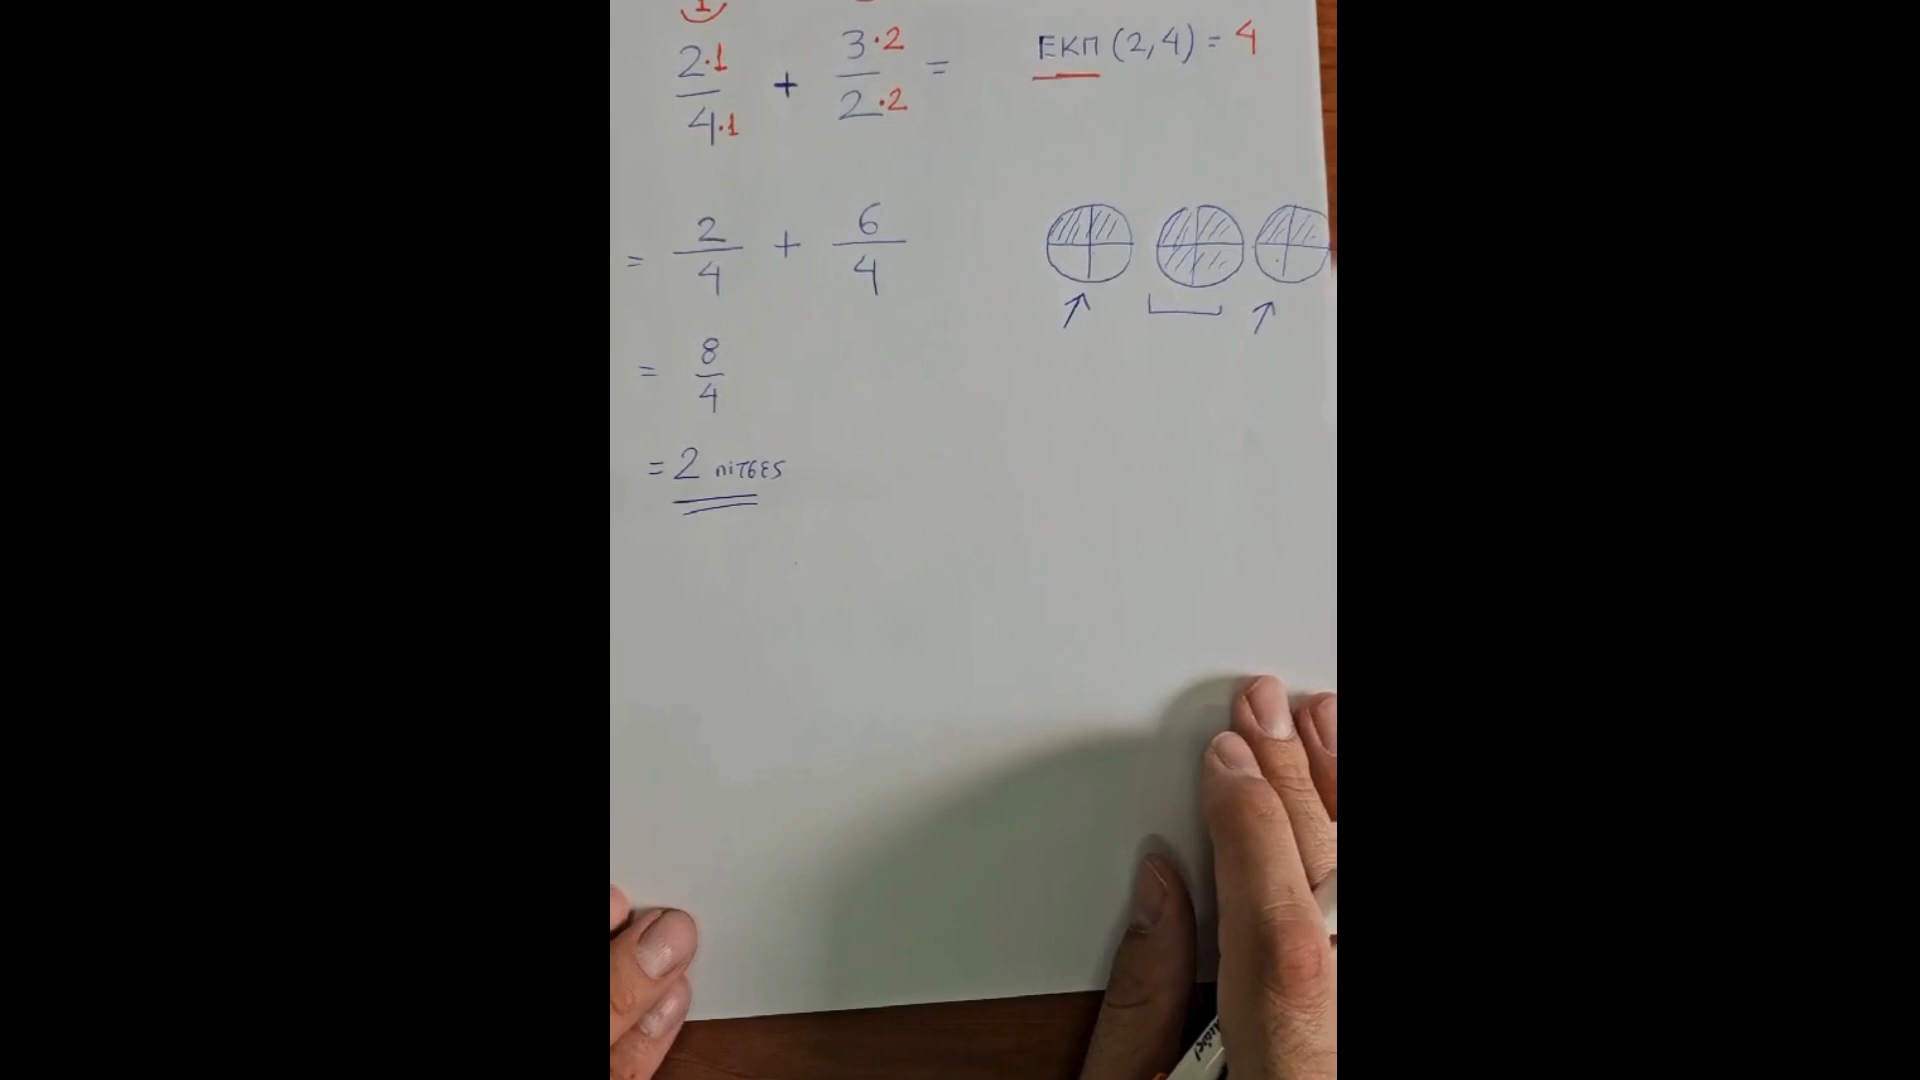 1
2·1/4·1 + 3·2/2·2 =
ΕΚΠ (2,4) = 4
= 2/4 + 6/4
= 8/4
= 2 πίτσες